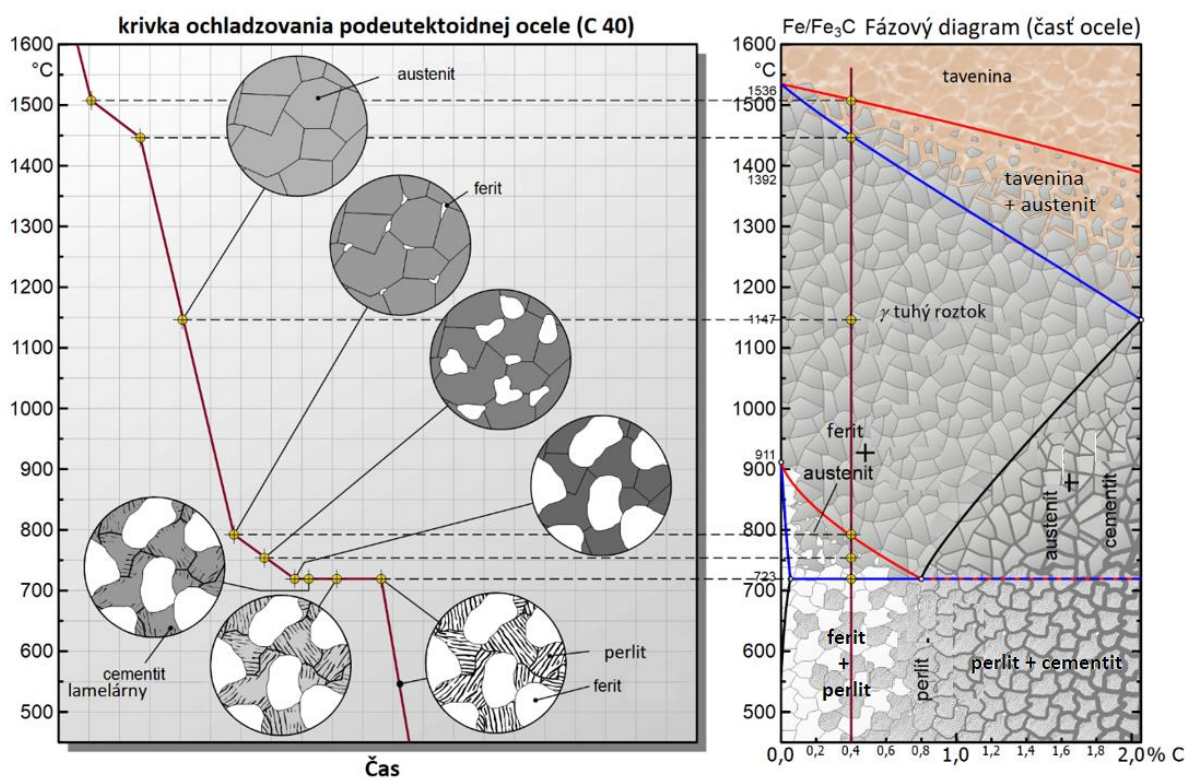 krivka ochladzovania podeutektoidnej ocele (C 40)
1600
°C
1500
1400
1300
1200
1100
1000
900
800
700
600
500
austenit
ferit
cementit
lamelárny
perlit
ferit
Čas
Fe/Fe₃C Fázový diagram (časť ocele)
1600
°C
1536
1500
1400
1392
1300
1200
1147
1100
1000
911
900
800
723
700
600
500
tavenina
tavenina
+ austenit
γ tuhý roztok
ferit
+
austenit
austenit
+
cementit
ferit
+
perlit
perlit
perlit + cementit
0,0 0,2 0,4 0,6 0,8 1,0 1,2 1,4 1,6 1,8 2,0 % C